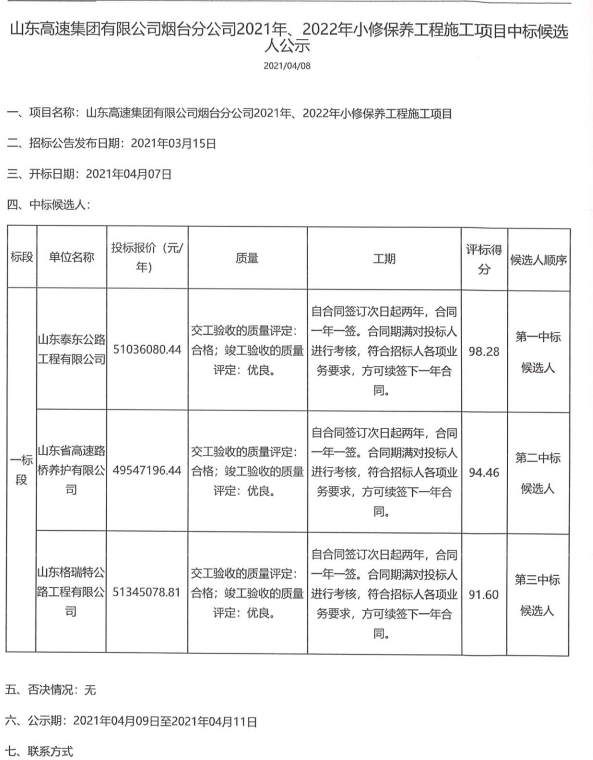 山东高速集团有限公司烟台分公司2021年、2022年小修保养工程施工项目中标候选
人公示
2021/04/08
一、项目名称：山东高速集团有限公司烟台分公司2021年、2022年小修保养工程施工项目
二、招标公告发布日期：2021年03月15日
三、开标日期：2021年04月07日
四、中标候选人：
标段
单位名称
投标报价（元/
年）
质量
工期
评标得
分
候选人顺序
一标
段
山东泰东公路
工程有限公司
51036080.44
交工验收的质量评定：
合格；竣工验收的质量
评定：优良。
自合同签订次日起两年，合同
一年一签。合同期满对投标人
进行考核，符合招标人各项业
务要求，方可续签下一年合
同。
98.28
第一中标
候选人
山东省高速路
桥养护有限公
司
49547196.44
交工验收的质量评定：
合格；竣工验收的质量
评定：优良。
自合同签订次日起两年，合同
一年一签。合同期满对投标人
进行考核，符合招标人各项业
务要求，方可续签下一年合
同。
94.46
第二中标
候选人
山东格瑞特公
路工程有限公
司
51345078.81
交工验收的质量评定：
合格；竣工验收的质量
评定：优良。
自合同签订次日起两年，合同
一年一签。合同期满对投标人
进行考核，符合招标人各项业
务要求，方可续签下一年合
同。
91.60
第三中标
候选人
五、否决情况：无
六、公示期：2021年04月09日至2021年04月11日
七、联系方式